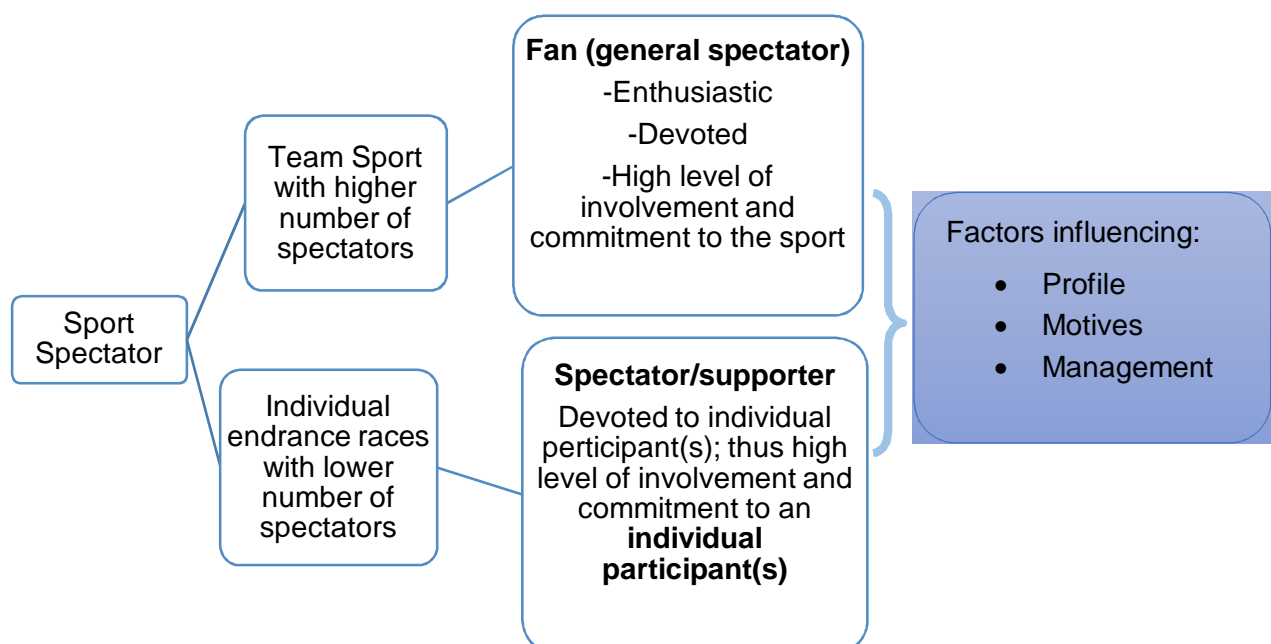 Sport
Spectator
Team Sport
with higher
number of
spectators
Individual
endrance races
with lower
number of
spectators
Fan (general spectator)
-Enthusiastic
-Devoted
-High level of
involvement and
commitment to the sport
Spectator/supporter
Devoted to individual
perticipant(s); thus high
level of involvement and
commitment to an
individual
participant(s)
Factors influencing:
• Profile
• Motives
• Management